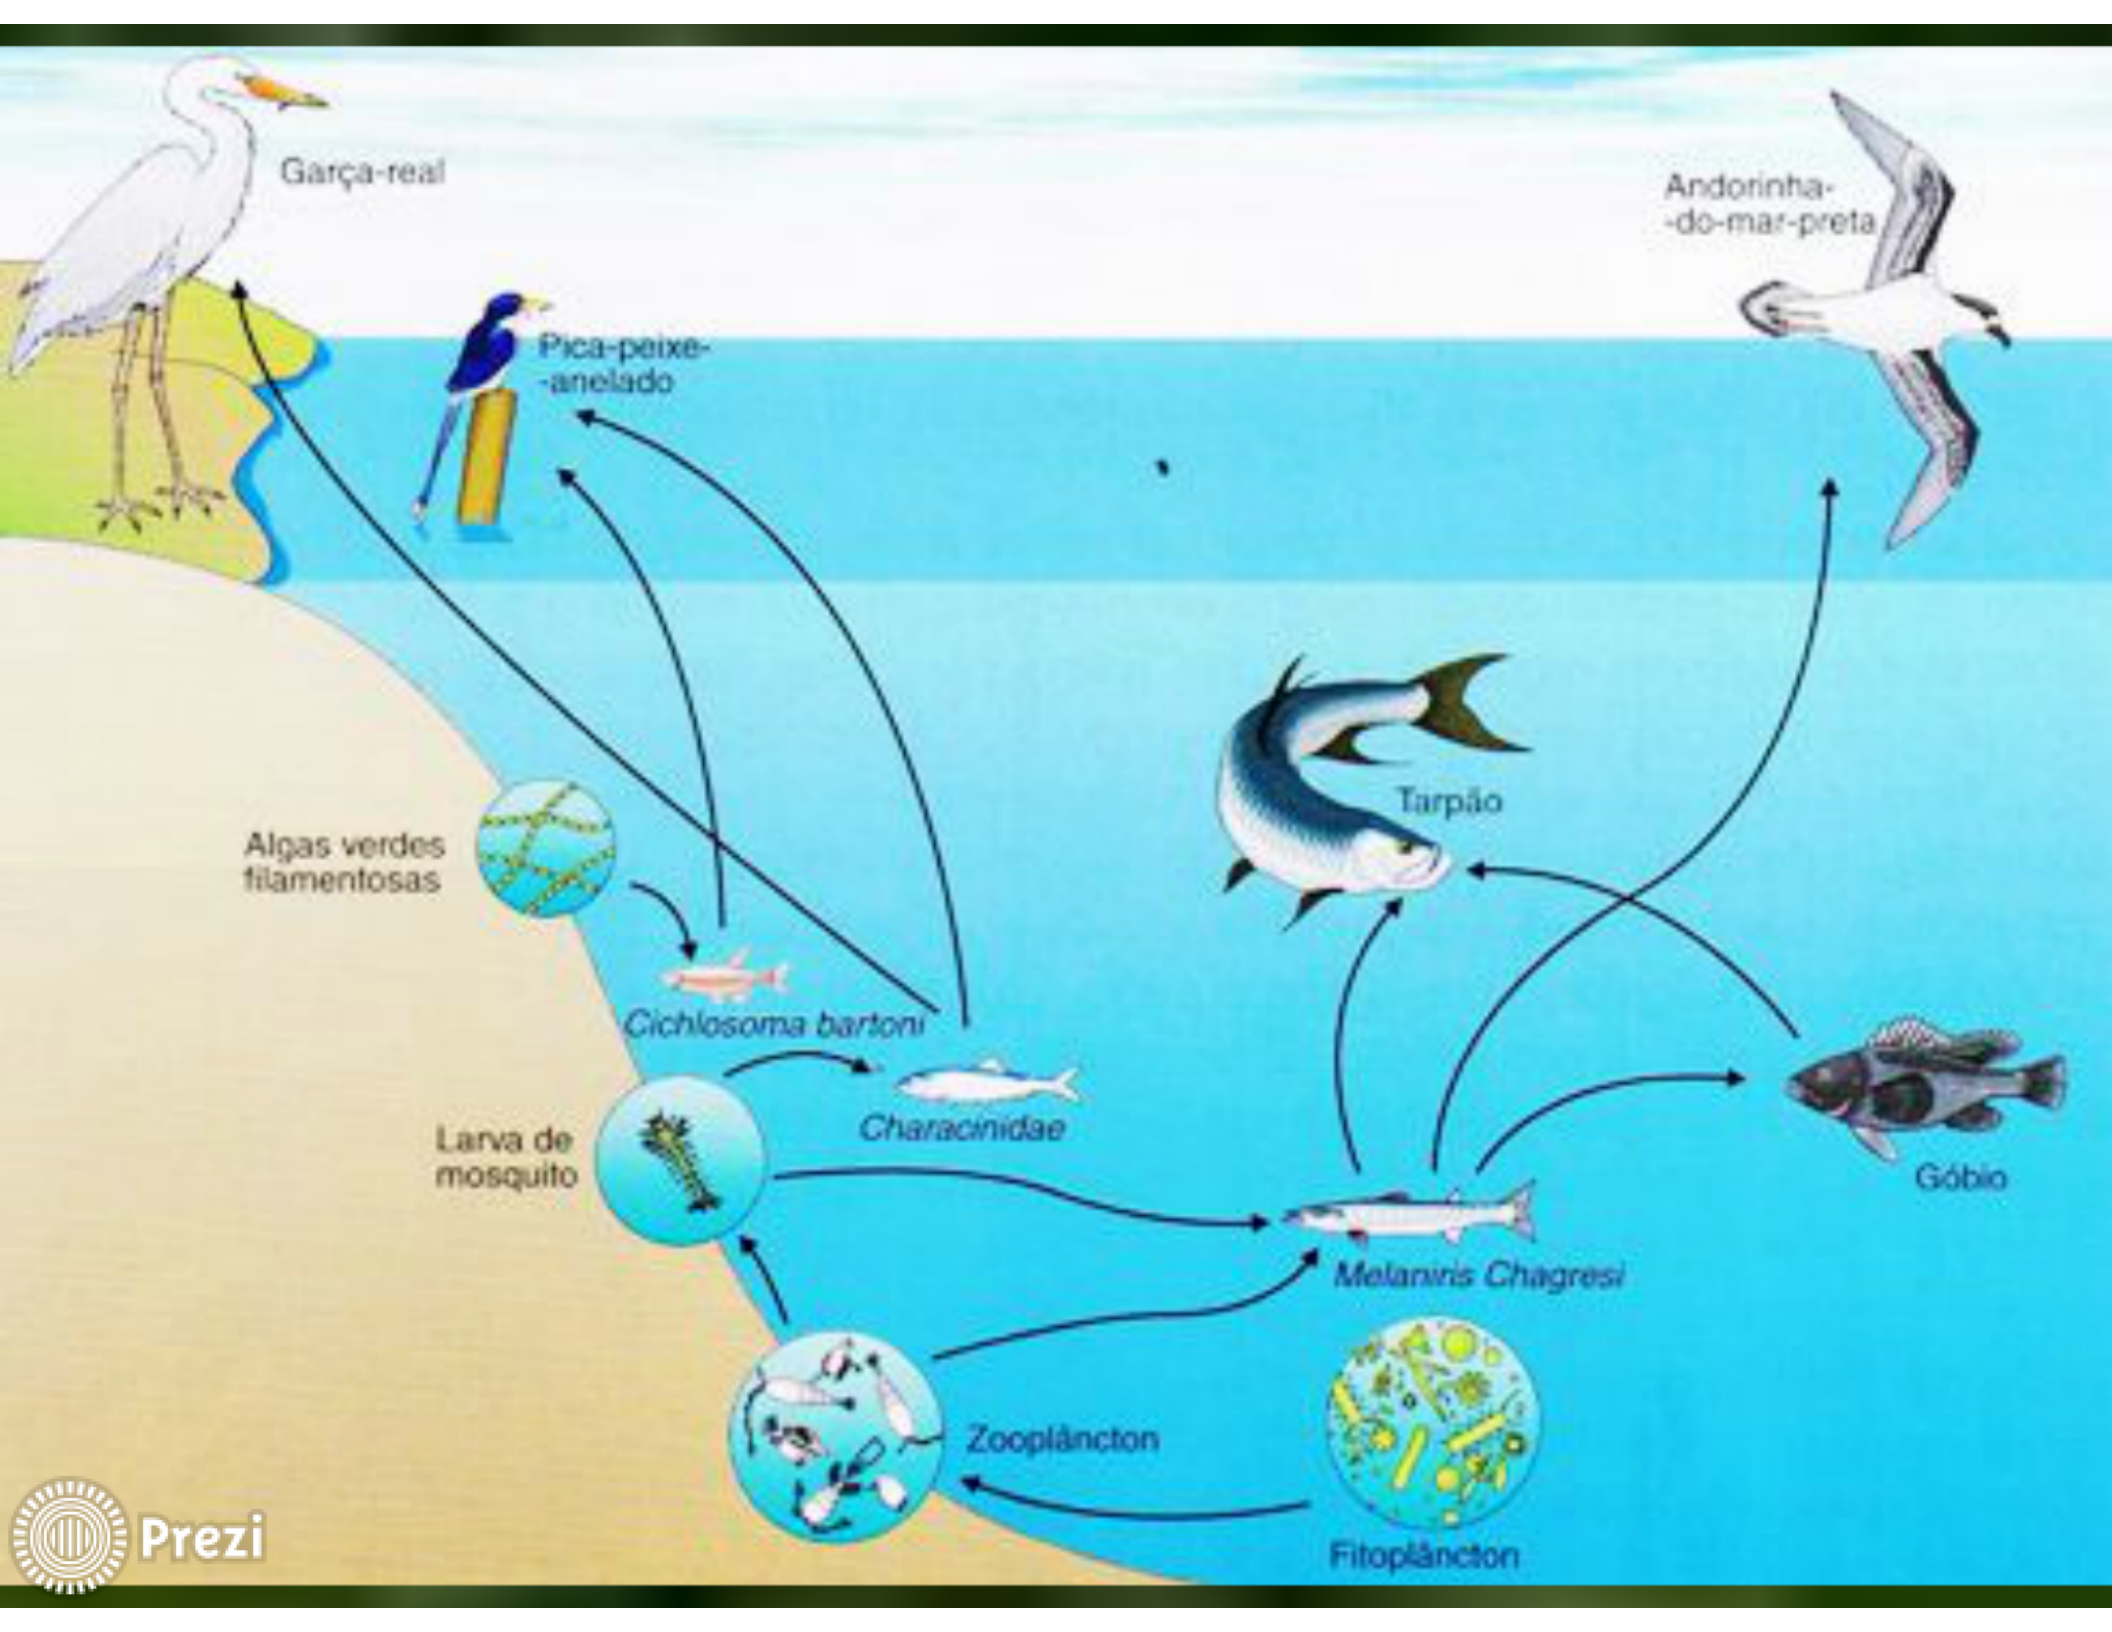 Garça-real
Andorinha-
-do-mar-preta
Pica-peixe-
-anelado
Tarpão
Algas verdes
filamentosas
Cichlosoma bartoni
Characinidae
Larva de
mosquito
Góbio
Melaniris Chagresi
Zooplâncton
Fitoplâncton
Prezi